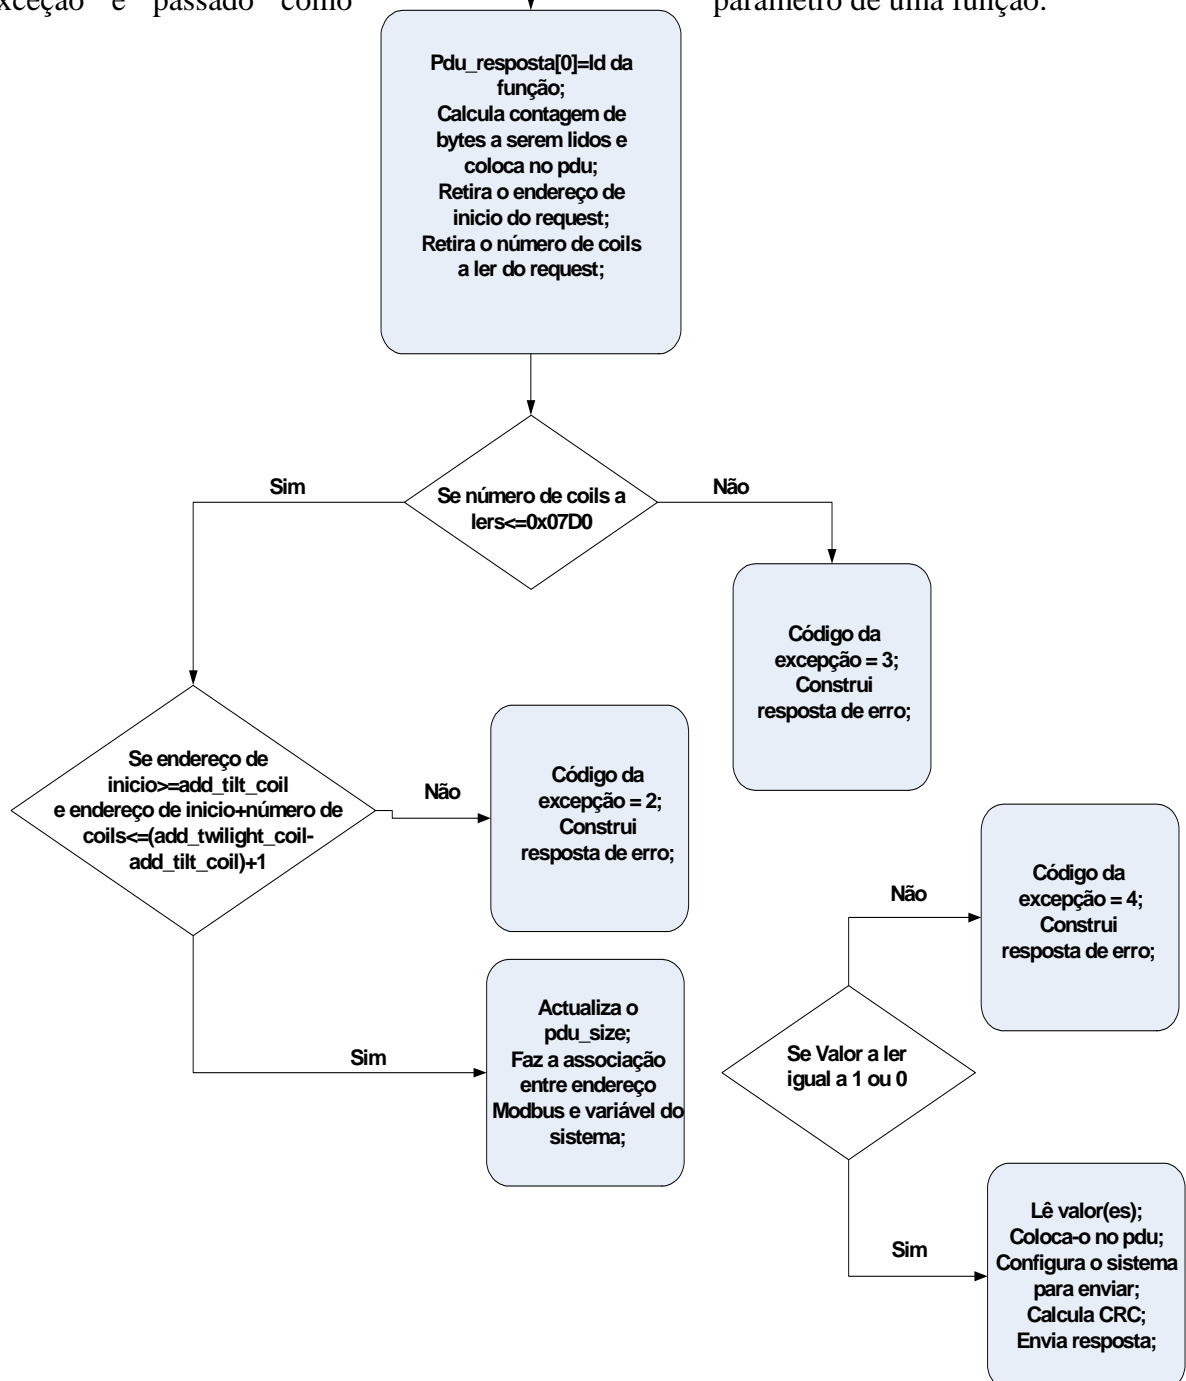 xceção é passado como
parâmetro de uma função.
Pdu_resposta[0]=Id da
função;
Calcula contagem de
bytes a serem lidos e
coloca no pdu;
Retira o endereço de
inicio do request;
Retira o número de coils
a ler do request;
Sim
Se número de coils a
lers<=0x07D0
Não
Código da
excepção = 3;
Construi
resposta de erro;
Se endereço de
inicio>=add_tilt_coil
e endereço de inicio+número de
coils<=(add_twilight_coil-
add_tilt_coil)+1
Não
Código da
excepção = 2;
Construi
resposta de erro;
Sim
Actualiza o
pdu_size;
Faz a associação
entre endereço
Modbus e variável do
sistema;
Não
Código da
excepção = 4;
Construi
resposta de erro;
Se Valor a ler
igual a 1 ou 0
Sim
Lê valor(es);
Coloca-o no pdu;
Configura o sistema
para enviar;
Calcula CRC;
Envia resposta;